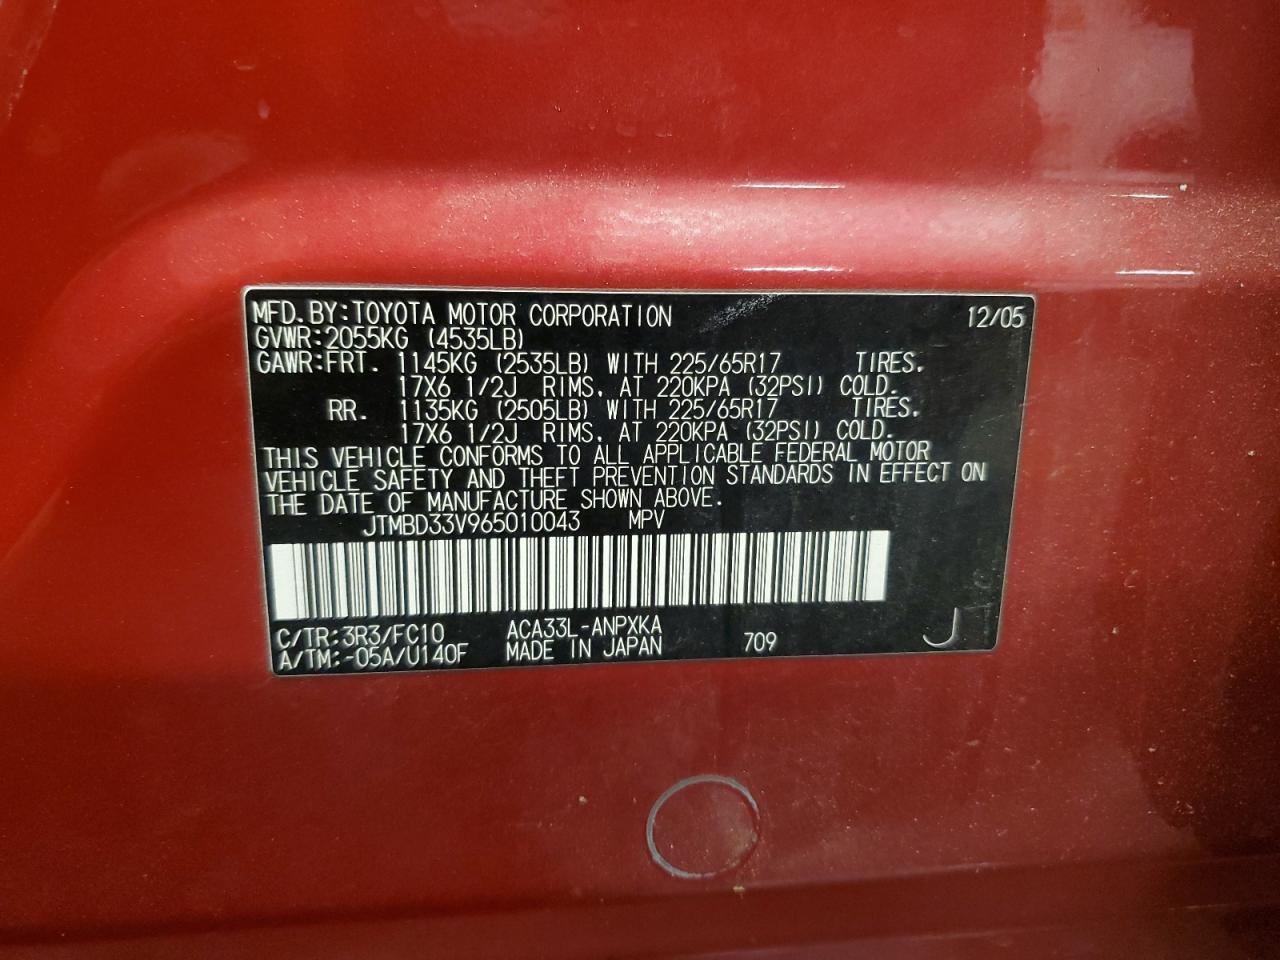 MFD. BY: TOYOTA MOTOR CORPORATION 12/05
GVWR: 2055KG (4535LB)
GAWR: FRT. 1145KG (2535LB) WITH 225/65R17 TIRES.
17X6 1/2J RIMS, AT 220KPA (32PSI) COLD.
RR. 1135KG (2505LB) WITH 225/65R17 TIRES.
17X6 1/2J RIMS, AT 220KPA (32PSI) COLD.
THIS VEHICLE CONFORMS TO ALL APPLICABLE FEDERAL MOTOR
VEHICLE SAFETY AND THEFT PREVENTION STANDARDS IN EFFECT ON
THE DATE OF MANUFACTURE SHOWN ABOVE.
JTMBD33V965010043 MPV
C/TR: 3R3/FC10 ACA33L-ANPXKA
A/TM: -05A/U140F MADE IN JAPAN 709